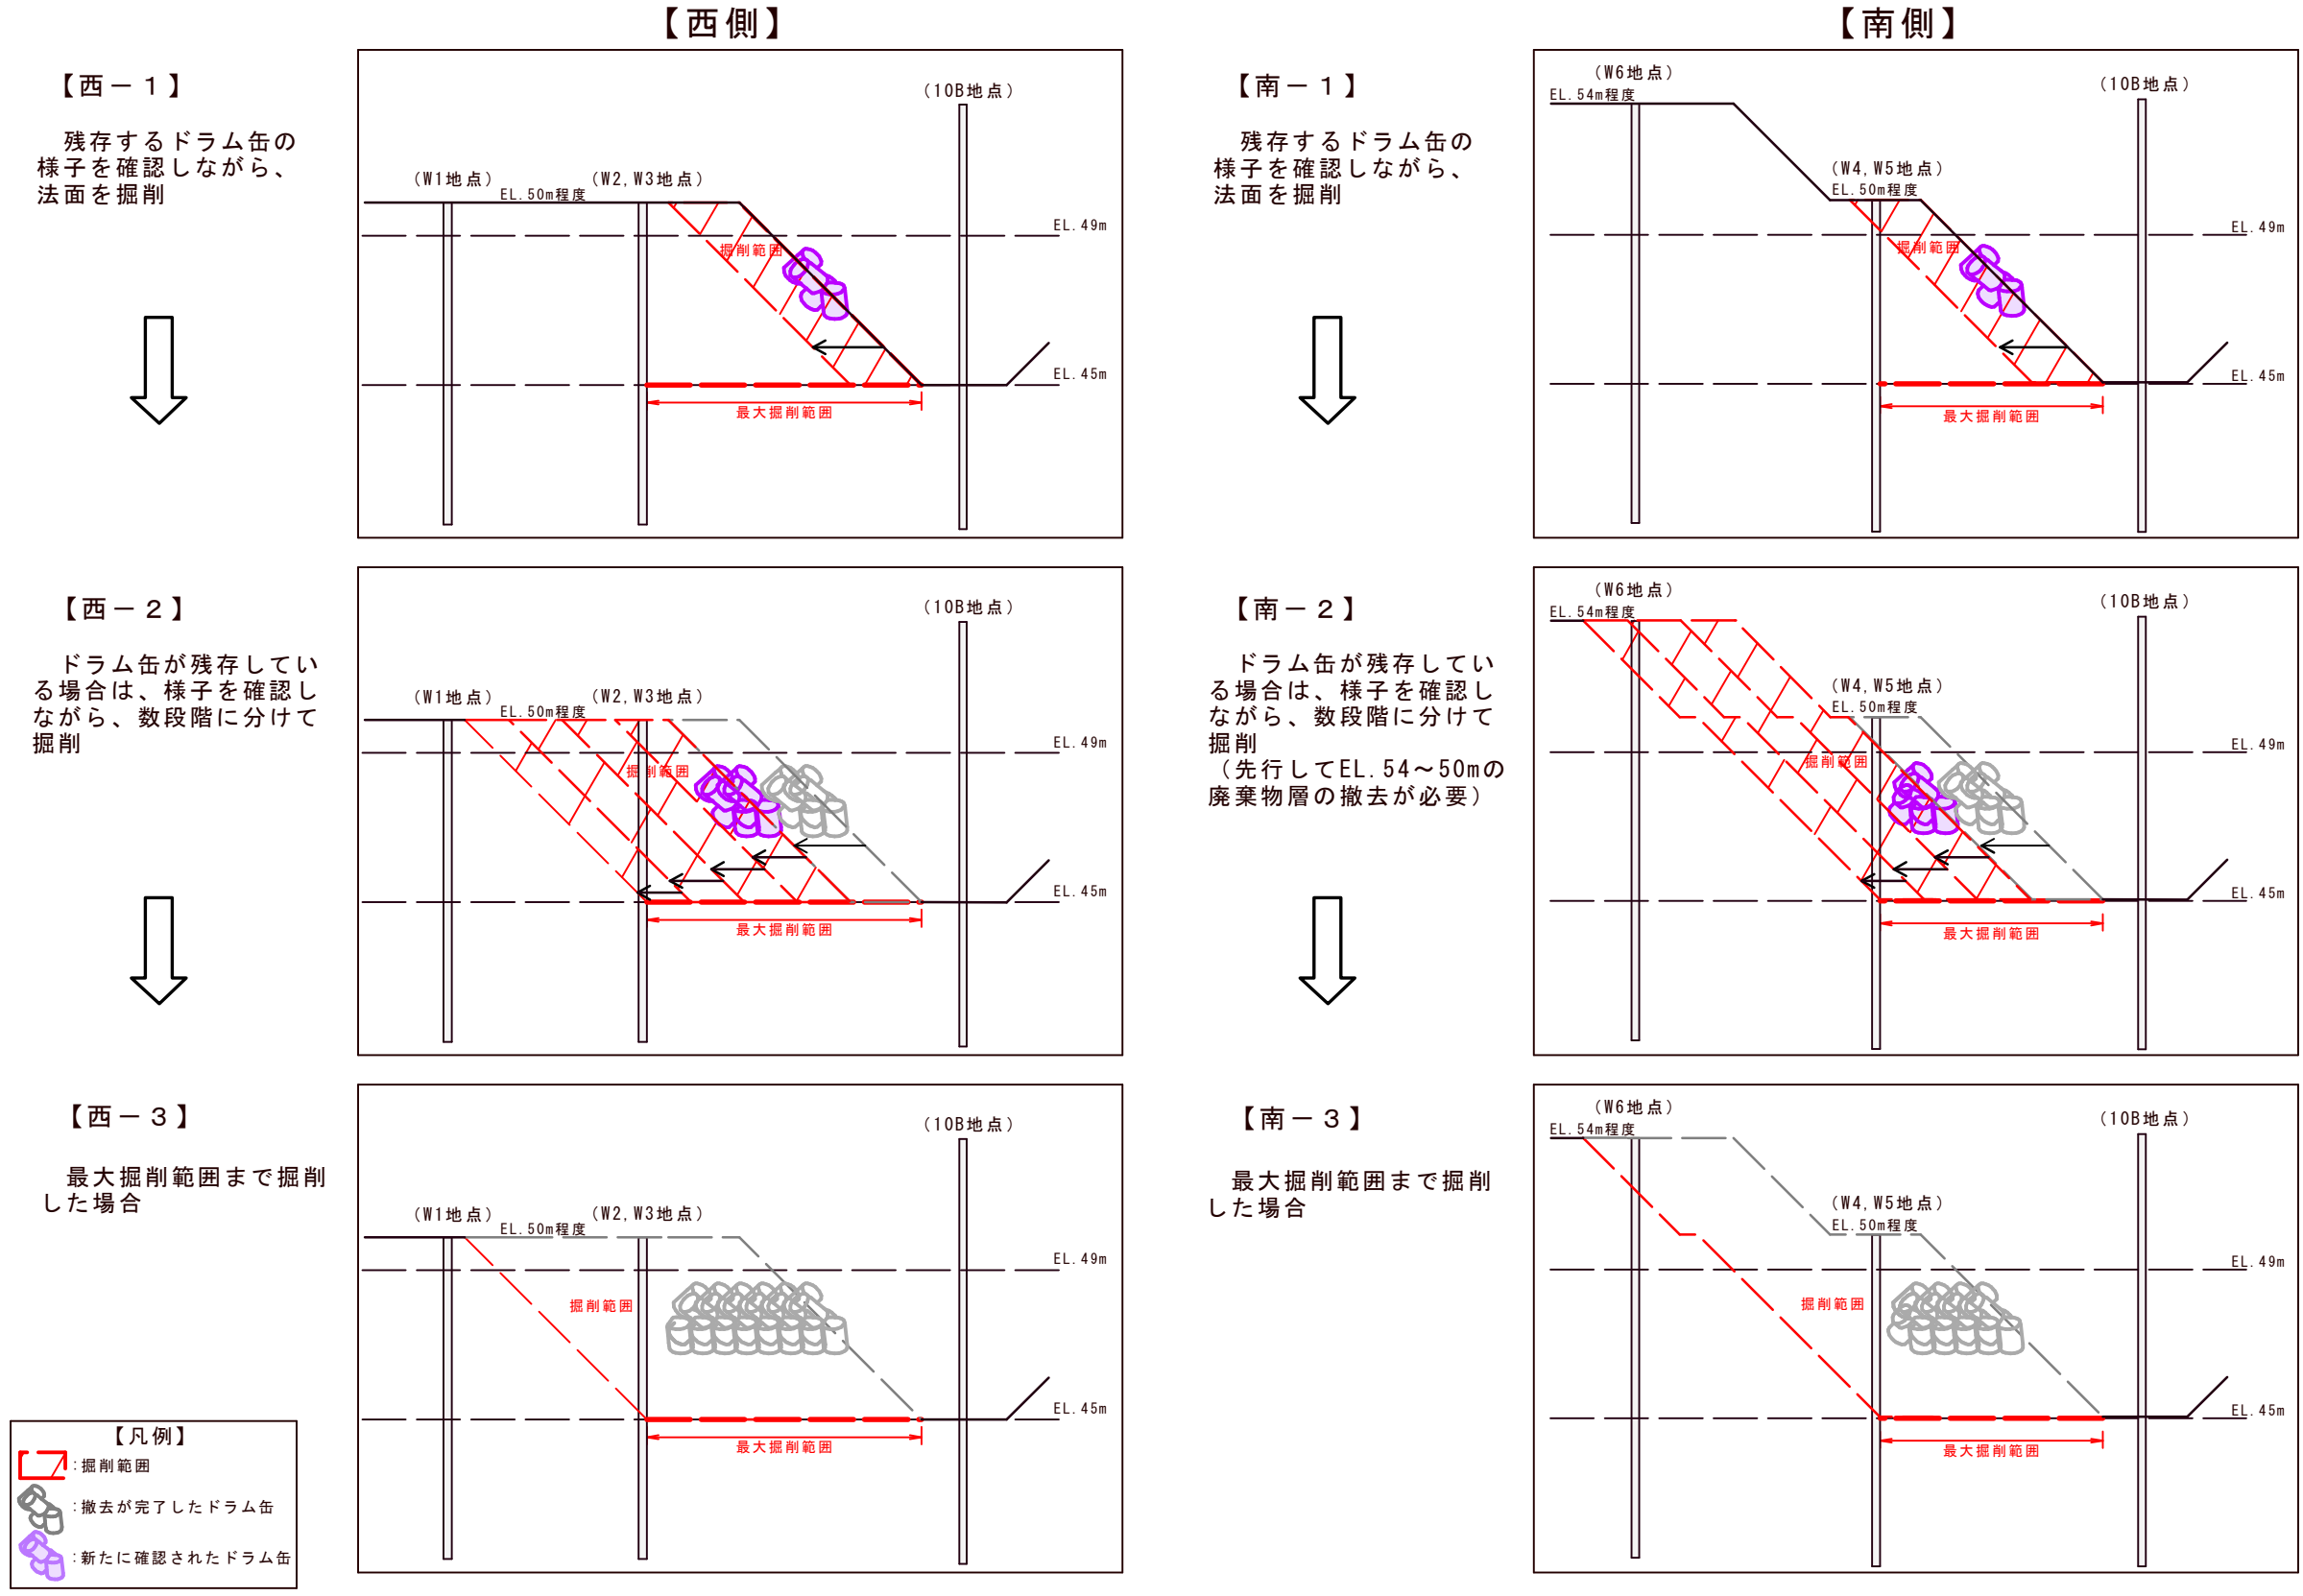 【西側】
【西－１】
残存するドラム缶の
様子を確認しながら、
法面を掘削
(10B地点)
(W1地点)
(W2,W3地点)
EL.50m程度
EL.49m
掘削範囲
EL.45m
最大掘削範囲
【西－２】
ドラム缶が残存してい
る場合は、様子を確認し
ながら、数段階に分けて
掘削
(10B地点)
(W1地点)
(W2,W3地点)
EL.50m程度
EL.49m
掘削範囲
EL.45m
最大掘削範囲
【西－３】
最大掘削範囲まで掘削
した場合
(10B地点)
(W1地点)
(W2,W3地点)
EL.50m程度
EL.49m
掘削範囲
EL.45m
最大掘削範囲
【凡例】
:掘削範囲
:撤去が完了したドラム缶
:新たに確認されたドラム缶
【南側】
【南－１】
残存するドラム缶の
様子を確認しながら、
法面を掘削
(W6地点)
EL.54m程度
(10B地点)
(W4,W5地点)
EL.50m程度
EL.49m
掘削範囲
EL.45m
最大掘削範囲
【南－２】
ドラム缶が残存してい
る場合は、様子を確認し
ながら、数段階に分けて
掘削
（先行してEL.54～50mの
廃棄物層の撤去が必要）
(W6地点)
EL.54m程度
(10B地点)
(W4,W5地点)
EL.50m程度
EL.49m
掘削範囲
EL.45m
最大掘削範囲
【南－３】
最大掘削範囲まで掘削
した場合
(W6地点)
EL.54m程度
(10B地点)
(W4,W5地点)
EL.50m程度
EL.49m
掘削範囲
EL.45m
最大掘削範囲